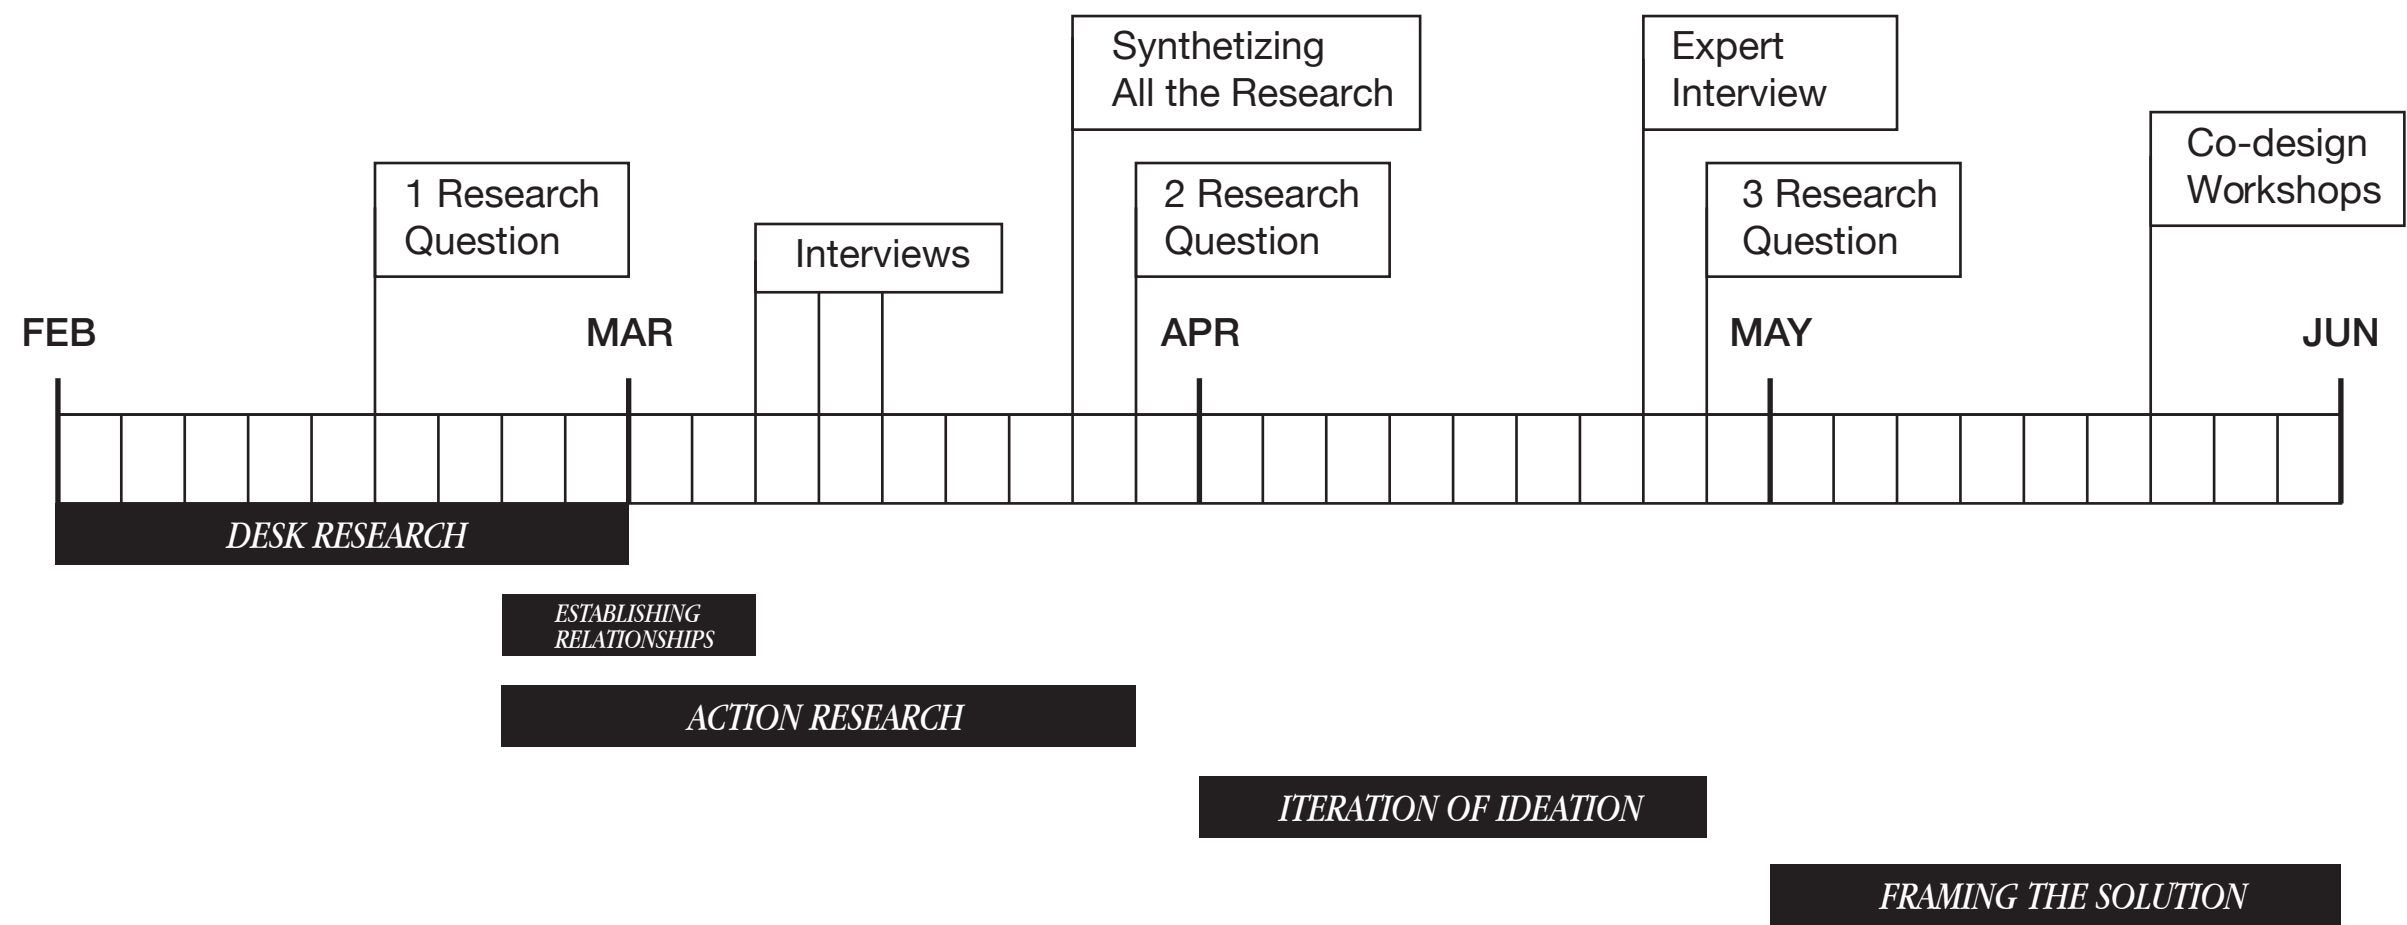 Synthetizing
All the Research
Expert
Interview
Co-design
Workshops
1 Research
Question
2 Research
Question
3 Research
Question
Interviews
FEB
MAR
APR
MAY
JUN
DESK RESEARCH
ESTABLISHING
RELATIONSHIPS
ACTION RESEARCH
ITERATION OF IDEATION
FRAMING THE SOLUTION